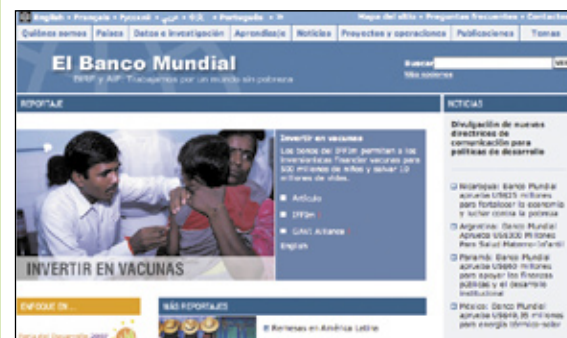 English • Français • Русский • عربي • 中文 • Português • »
Mapa del sitio • Preguntas frecuentes • Contactos
Quiénes somos Países Datos e investigación Aprendizaje Noticias Proyectos y operaciones Publicaciones Temas
El Banco Mundial
BIRF y AIF: Trabajamos por un mundo sin pobreza
Buscar
Más opciones
REPORTAJE
Invertir en vacunas
Los bonos del IFFIm permiten a los
inversionistas financiar vacunas para
500 millones de niños y salvar 10
millones de vidas.
Artículo
IFFIm
GAVI Alliance
English
INVERTIR EN VACUNAS
NOTICIAS
Divulgación de nuevas
directrices de
comunicación para
políticas de desarrollo
Nicaragua: Banco Mundial
aprueba US$25 millones
para fortalecer la economía
y luchar contra la pobreza
Argentina: Banco Mundial
Aprueba US$300 Millones
Para Salud Materno-Infantil
Panamá: Banco Mundial
aprueba US$60 millones
para apoyar las finanzas
públicas y el desarrollo
institucional
México: Banco Mundial
aprueba US$49,35 millones
para energía térmico-solar
ENFOQUE EN ...
del Desarrollo 2007
MÁS REPORTAJES
Remesas en América Latina